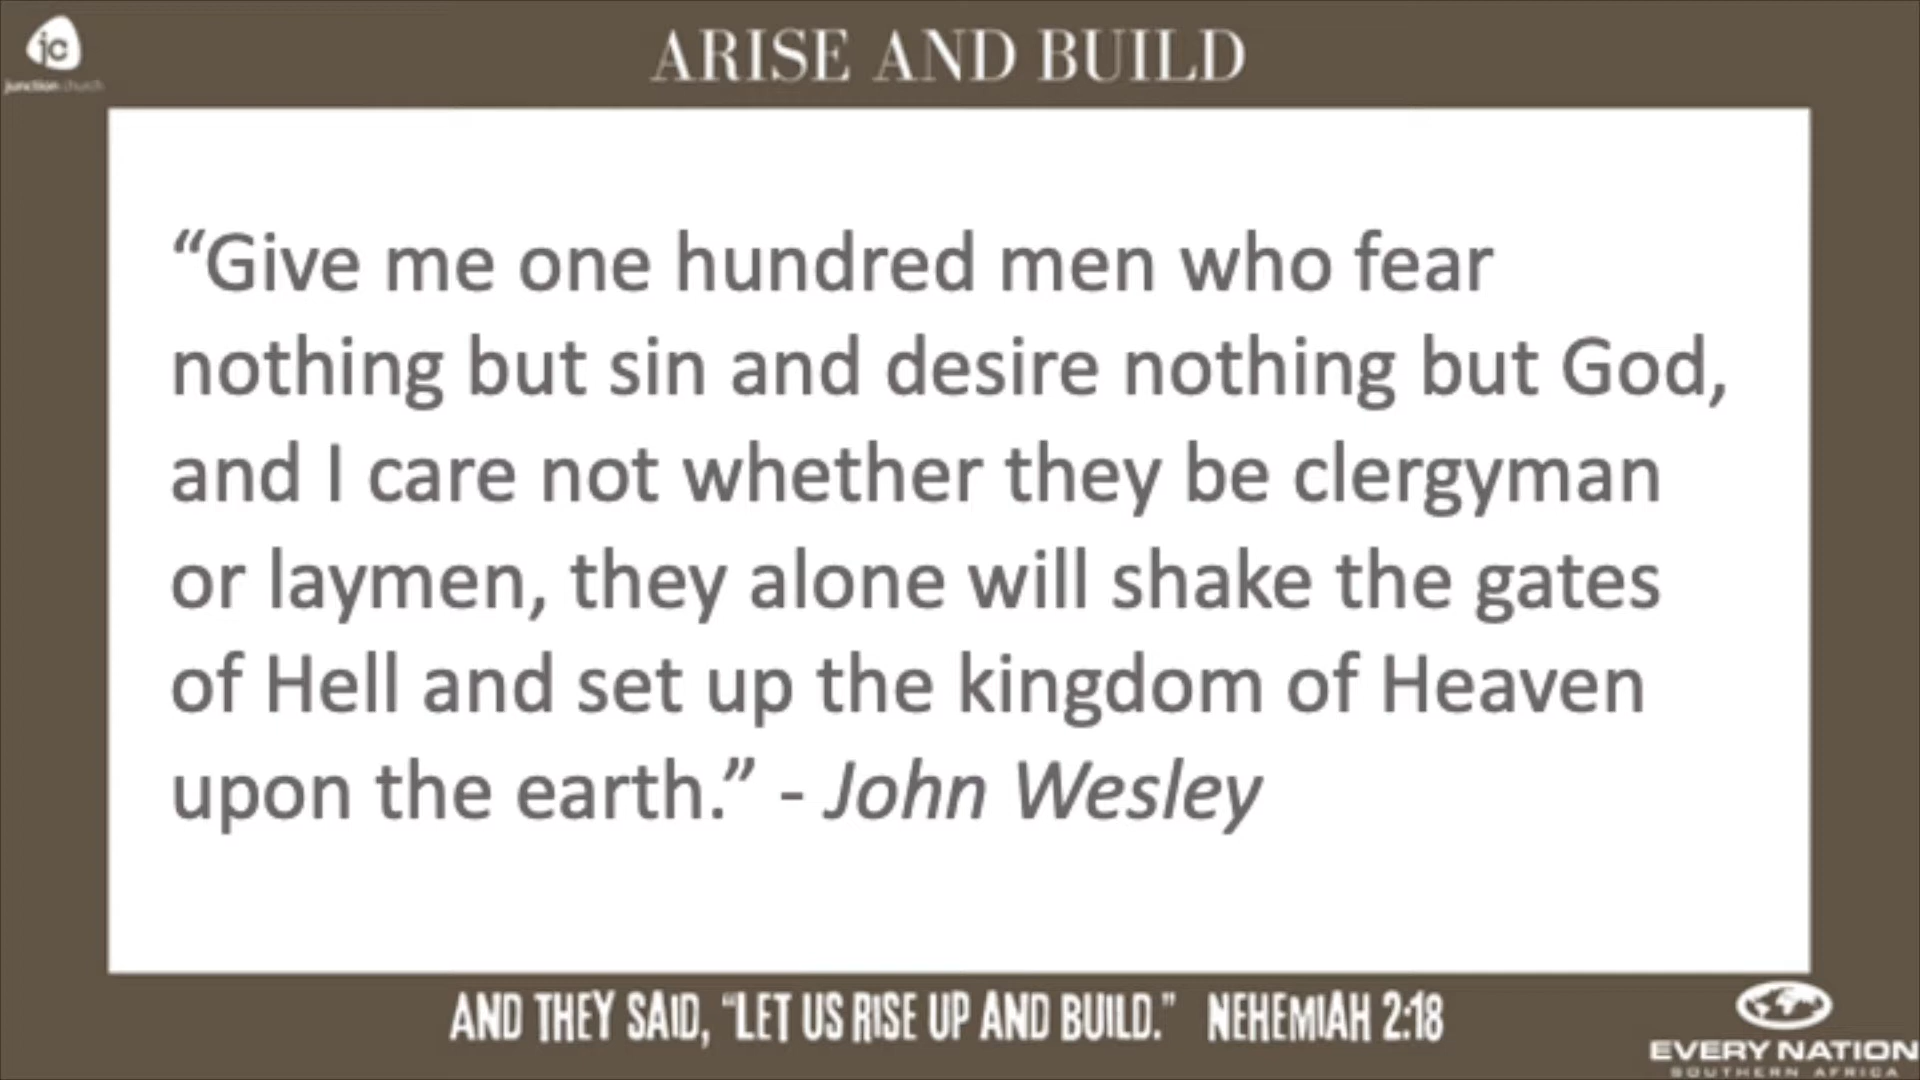 jc
junction church
ARISE AND BUILD
“Give me one hundred men who fear
nothing but sin and desire nothing but God,
and I care not whether they be clergyman
or laymen, they alone will shake the gates
of Hell and set up the kingdom of Heaven
upon the earth.” - John Wesley
AND THEY SAID, “LET US RISE UP AND BUILD.” NEHEMIAH 2:18
EVERY NATION
SOUTHERN AFRICA